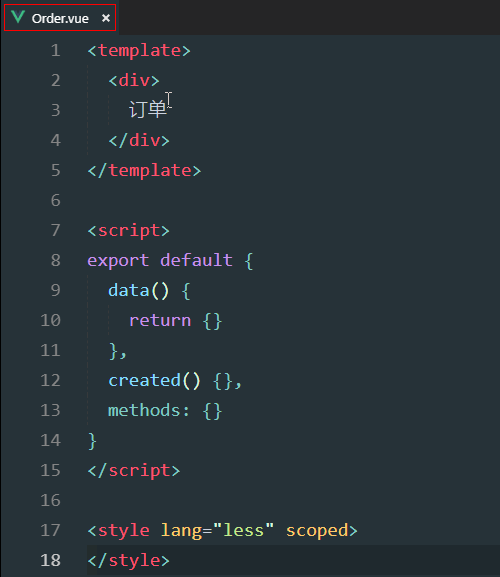 Order.vue ×
1 <template>
2   <div>
3     订单
4   </div>
5 </template>
6
7 <script>
8 export default {
9   data() {
10     return {}
11   },
12   created() {},
13   methods: {}
14 }
15 </script>
16
17 <style lang="less" scoped>
18 </style>